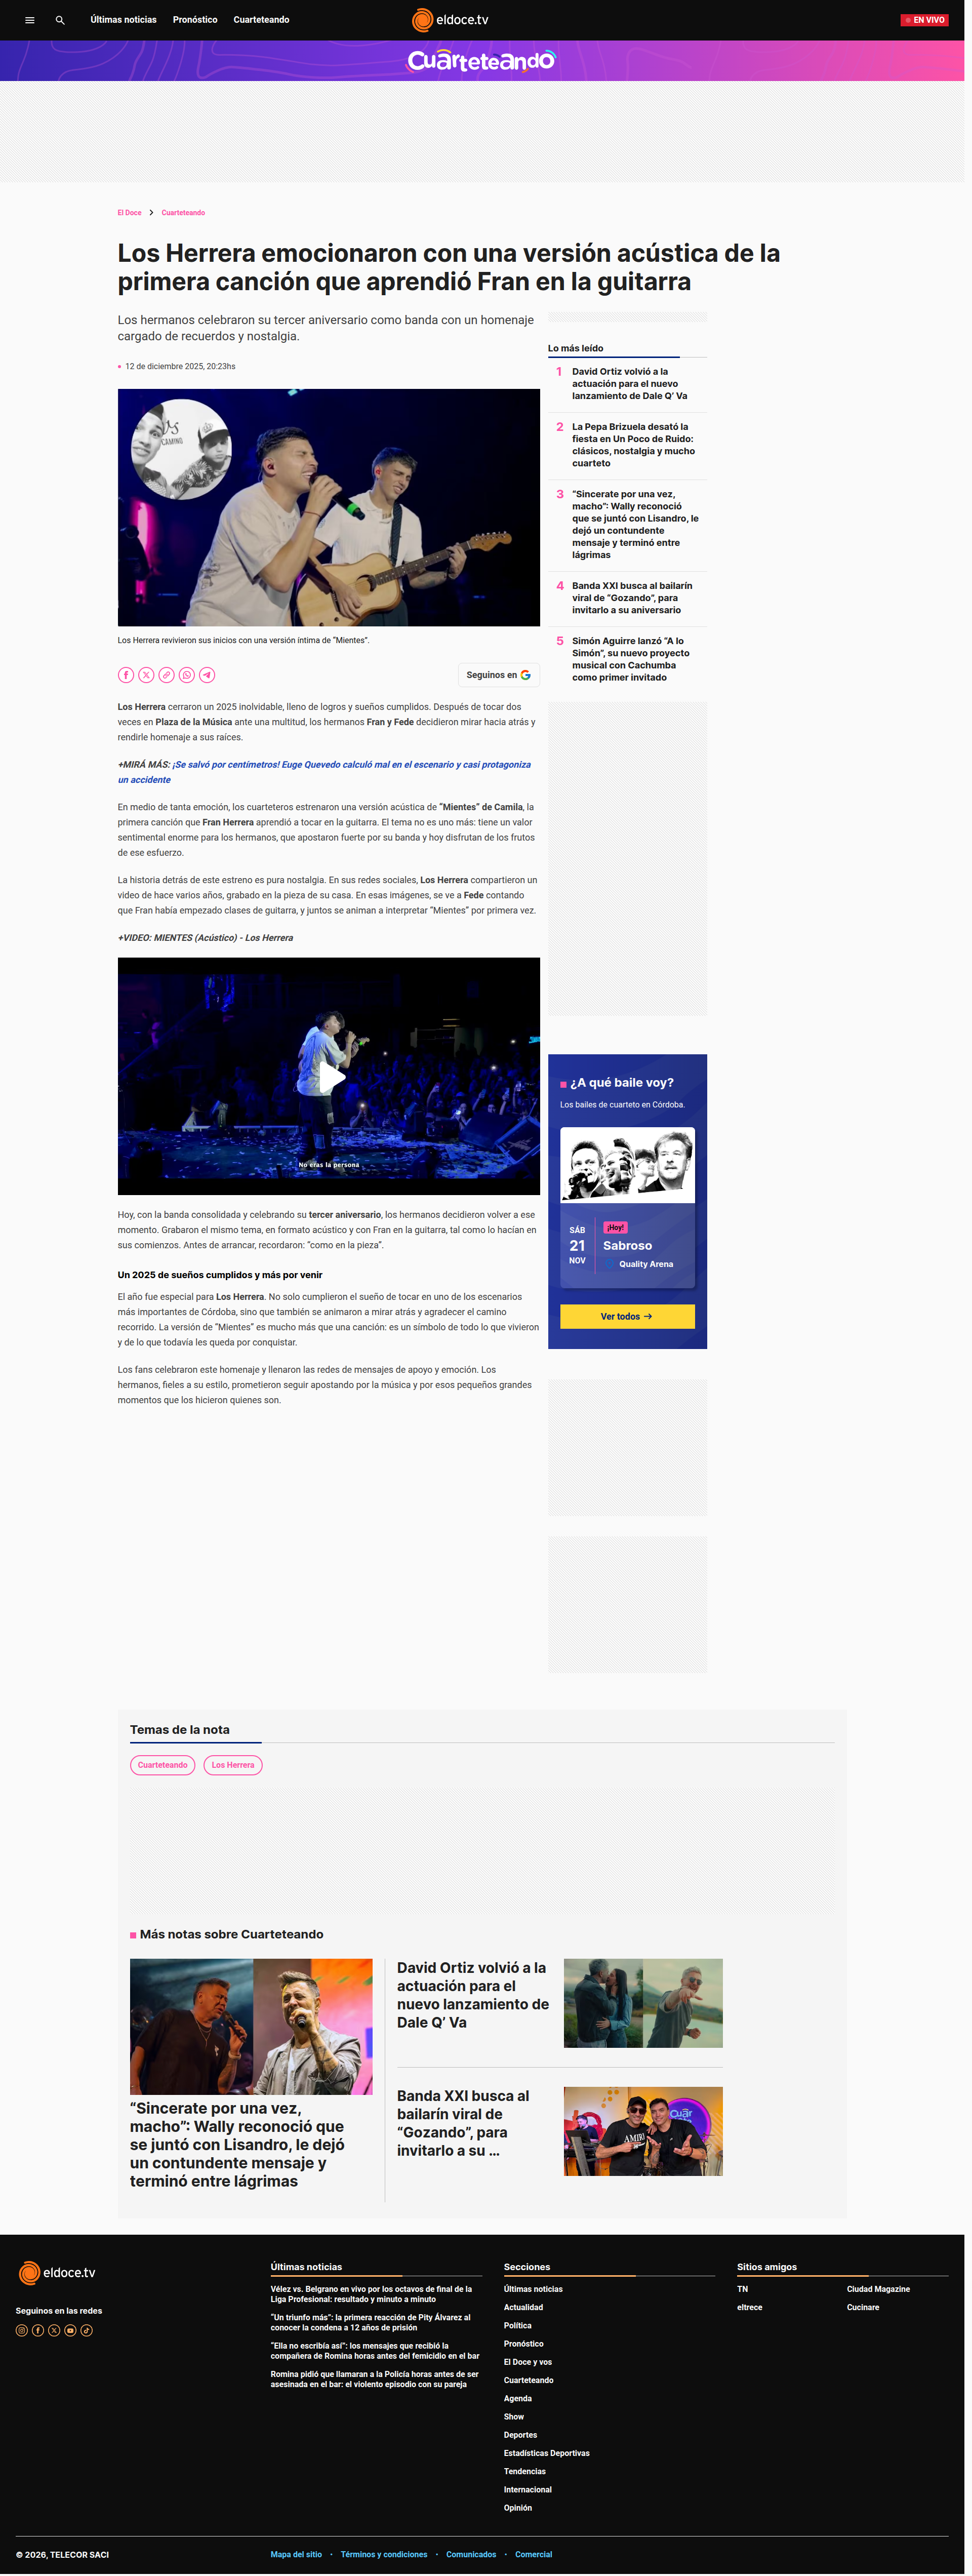 Últimas noticias
Pronóstico
Cuarteteando
eldoce.tv
EN VIVO
Cuarteteando
El Doce
Cuarteteando
Los Herrera emocionaron con una versión acústica de la
primera canción que aprendió Fran en la guitarra
Los hermanos celebraron su tercer aniversario como banda con un homenaje
cargado de recuerdos y nostalgia.
12 de diciembre 2025, 20:23hs
VS
CAMINO
Los Herrera revivieron sus inicios con una versión íntima de “Mientes”.
Seguinos en
Los Herrera cerraron un 2025 inolvidable, lleno de logros y sueños cumplidos. Después de tocar dos
veces en Plaza de la Música ante una multitud, los hermanos Fran y Fede decidieron mirar hacia atrás y
rendirle homenaje a sus raíces.
+MIRÁ MÁS: ¡Se salvó por centímetros! Euge Quevedo calculó mal en el escenario y casi protagoniza
un accidente
En medio de tanta emoción, los cuarteteros estrenaron una versión acústica de “Mientes” de Camila, la
primera canción que Fran Herrera aprendió a tocar en la guitarra. El tema no es uno más: tiene un valor
sentimental enorme para los hermanos, que apostaron fuerte por su banda y hoy disfrutan de los frutos
de ese esfuerzo.
La historia detrás de este estreno es pura nostalgia. En sus redes sociales, Los Herrera compartieron un
video de hace varios años, grabado en la pieza de su casa. En esas imágenes, se ve a Fede contando
que Fran había empezado clases de guitarra, y juntos se animan a interpretar “Mientes” por primera vez.
+VIDEO: MIENTES (Acústico) - Los Herrera
No eras la persona
Hoy, con la banda consolidada y celebrando su tercer aniversario, los hermanos decidieron volver a ese
momento. Grabaron el mismo tema, en formato acústico y con Fran en la guitarra, tal como lo hacían en
sus comienzos. Antes de arrancar, recordaron: “como en la pieza”.
Un 2025 de sueños cumplidos y más por venir
El año fue especial para Los Herrera. No solo cumplieron el sueño de tocar en uno de los escenarios
más importantes de Córdoba, sino que también se animaron a mirar atrás y agradecer el camino
recorrido. La versión de “Mientes” es mucho más que una canción: es un símbolo de todo lo que vivieron
y de lo que todavía les queda por conquistar.
Los fans celebraron este homenaje y llenaron las redes de mensajes de apoyo y emoción. Los
hermanos, fieles a su estilo, prometieron seguir apostando por la música y por esos pequeños grandes
momentos que los hicieron quienes son.
Lo más leído
1
David Ortiz volvió a la
actuación para el nuevo
lanzamiento de Dale Q’ Va
2
La Pepa Brizuela desató la
fiesta en Un Poco de Ruido:
clásicos, nostalgia y mucho
cuarteto
3
“Sincerate por una vez,
macho”: Wally reconoció
que se juntó con Lisandro, le
dejó un contundente
mensaje y terminó entre
lágrimas
4
Banda XXI busca al bailarín
viral de “Gozando”, para
invitarlo a su aniversario
5
Simón Aguirre lanzó “A lo
Simón”, su nuevo proyecto
musical con Cachumba
como primer invitado
¿A qué baile voy?
Los bailes de cuarteto en Córdoba.
SÁB
21
NOV
¡Hoy!
Sabroso
Quality Arena
Ver todos
Temas de la nota
Cuarteteando
Los Herrera
Más notas sobre Cuarteteando
“Sincerate por una vez,
macho”: Wally reconoció que
se juntó con Lisandro, le dejó
un contundente mensaje y
terminó entre lágrimas
David Ortiz volvió a la
actuación para el
nuevo lanzamiento de
Dale Q’ Va
Banda XXI busca al
bailarín viral de
“Gozando”, para
invitarlo a su ...
AMIRI
eldoce.tv
Seguinos en las redes
Últimas noticias
Vélez vs. Belgrano en vivo por los octavos de final de la
Liga Profesional: resultado y minuto a minuto
“Un triunfo más”: la primera reacción de Pity Álvarez al
conocer la condena a 12 años de prisión
“Ella no escribía así”: los mensajes que recibió la
compañera de Romina horas antes del femicidio en el bar
Romina pidió que llamaran a la Policía horas antes de ser
asesinada en el bar: el violento episodio con su pareja
Secciones
Últimas noticias
Actualidad
Política
Pronóstico
El Doce y vos
Cuarteteando
Agenda
Show
Deportes
Estadísticas Deportivas
Tendencias
Internacional
Opinión
Sitios amigos
TN
Ciudad Magazine
eltrece
Cucinare
© 2026, TELECOR SACI
Mapa del sitio
Términos y condiciones
Comunicados
Comercial